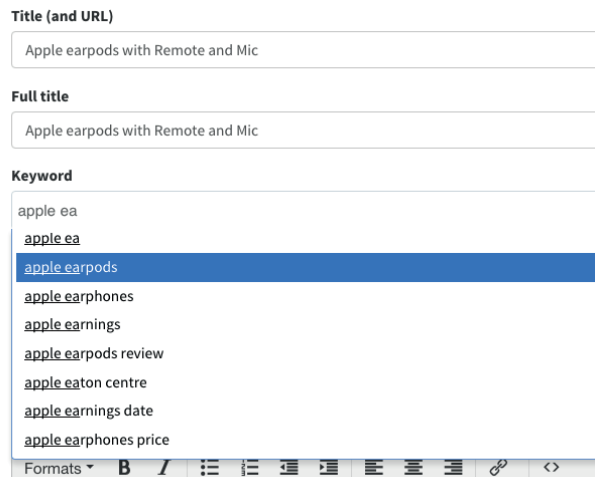 Title (and URL)
Apple earpods with Remote and Mic
Full title
Apple earpods with Remote and Mic
Keyword
apple ea
apple ea
apple earpods
apple earphones
apple earnings
apple earpods review
apple eaton centre
apple earnings date
apple earphones price
Formats B I <>